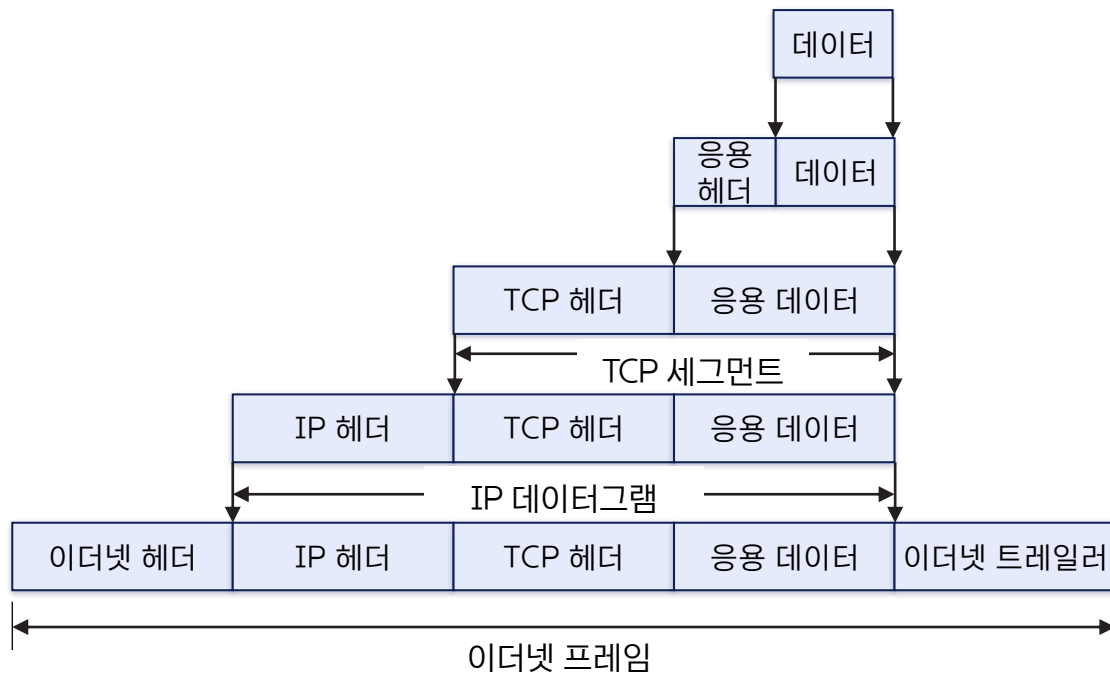 데이터
응용
헤더
데이터
TCP 헤더
응용 데이터
TCP 세그먼트
IP 헤더
TCP 헤더
응용 데이터
IP 데이터그램
이더넷 헤더
IP 헤더
TCP 헤더
응용 데이터
이더넷 트레일러
이더넷 프레임